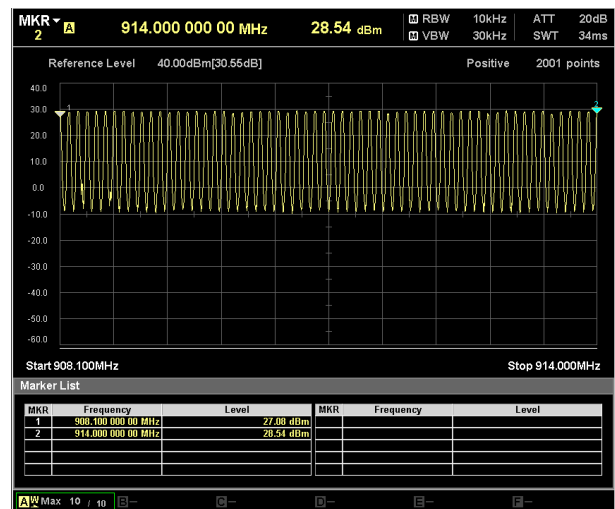 MKR A 914.000 000 00 MHz 28.54 dBm M RBW 10kHz ATT 20dB
2 M VBW 30kHz SWT 34ms
Reference Level 40.00dBm[30.55dB] Positive 2001 points
40.0
30.0
1
2
20.0
10.0
0.0
-10.0
-20.0
-30.0
-40.0
-50.0
-60.0
Start 908.100MHz Stop 914.000MHz
Marker List
MKR Frequency Level MKR Frequency Level
1 908.100 000 00 MHz 27.08 dBm
2 914.000 000 00 MHz 28.54 dBm
A Max 10 / 10 B- C- D- E- F-